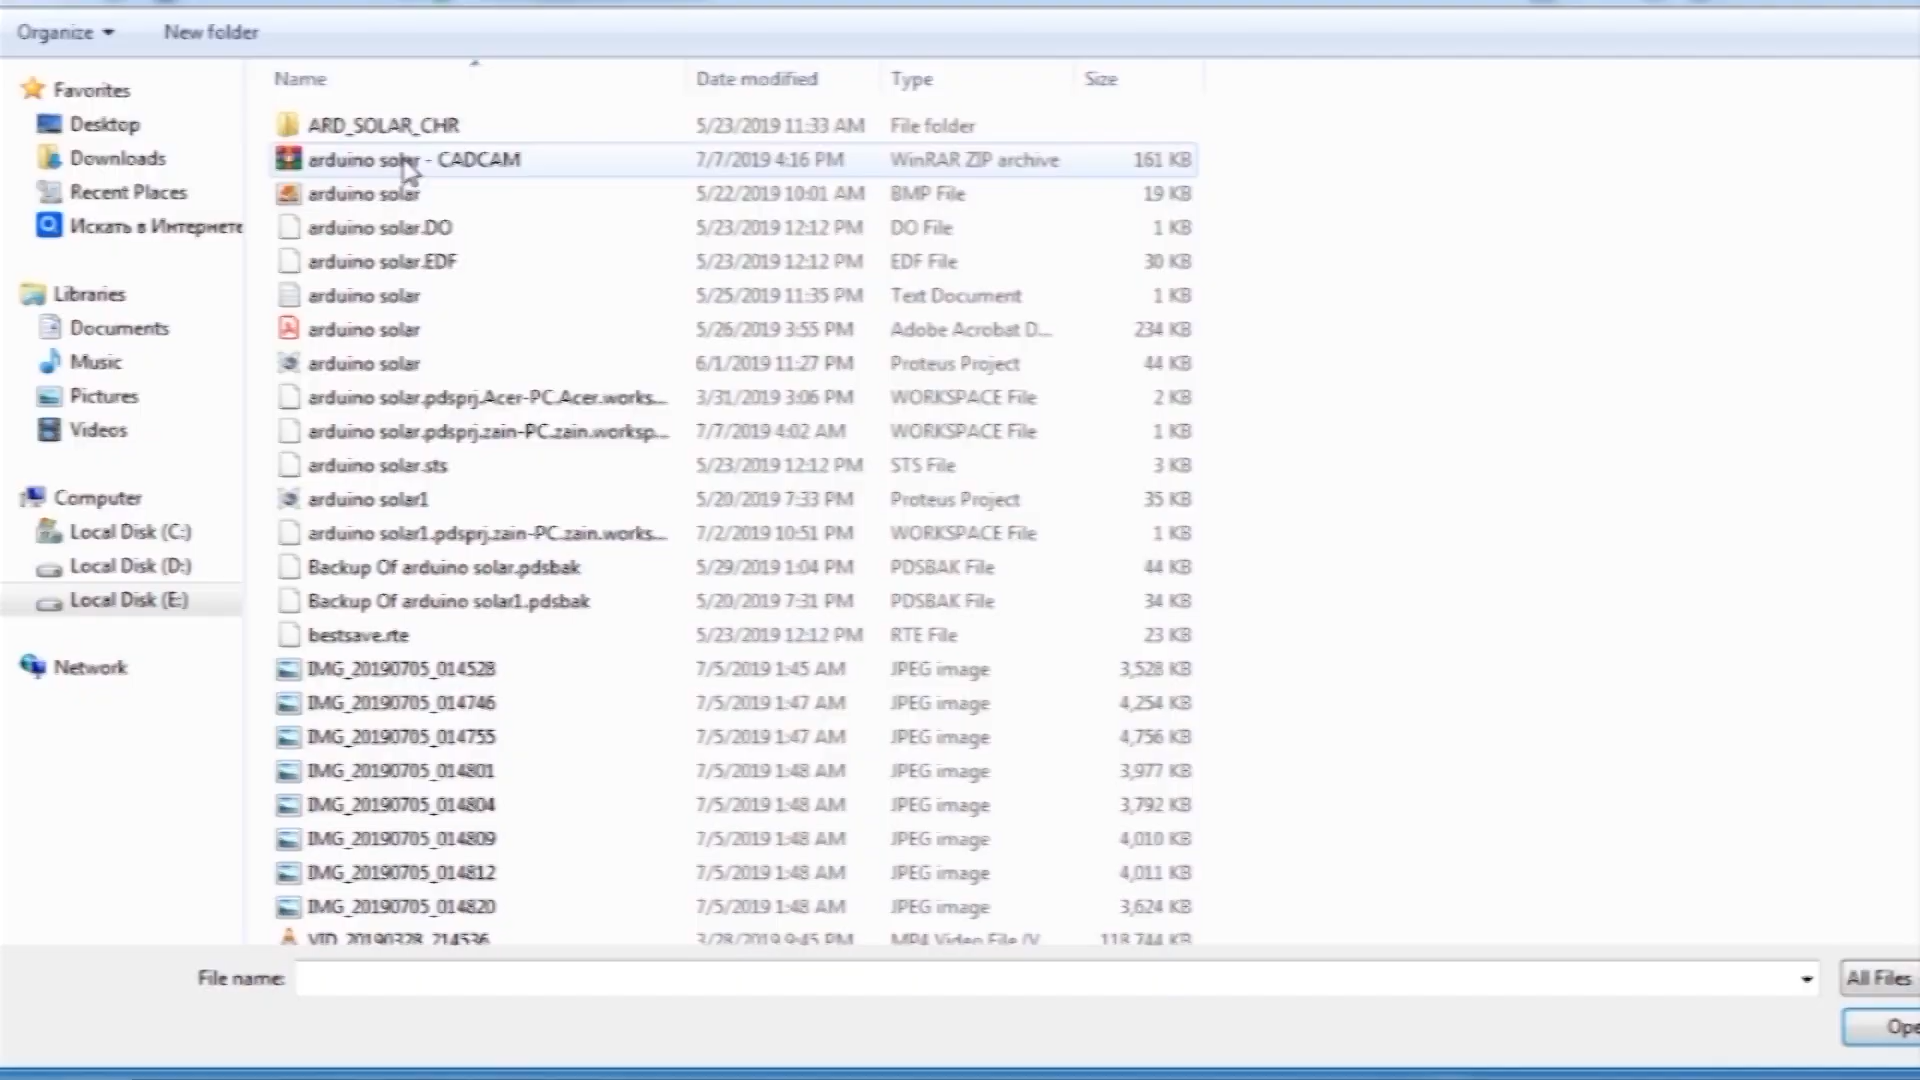 Organize New folder
Name Date modified Type Size
Favorites
Desktop
Downloads
Recent Places
Искать в Интернете
Libraries
Documents
Music
Pictures
Videos
Computer
Local Disk (C:)
Local Disk (D:)
Local Disk (E:)
Network
ARD_SOLAR_CHR 5/23/2019 11:33 AM File folder
arduino solar - CADCAM 7/7/2019 4:16 PM WinRAR ZIP archive 161 KB
arduino solar 5/22/2019 10:01 AM BMP File 19 KB
arduino solar.DO 5/23/2019 12:12 PM DO File 1 KB
arduino solar.EDF 5/23/2019 12:12 PM EDF File 30 KB
arduino solar 5/25/2019 11:35 PM Text Document 1 KB
arduino solar 5/26/2019 3:55 PM Adobe Acrobat D... 234 KB
arduino solar 6/1/2019 11:27 PM Proteus Project 44 KB
arduino solar.pdsprj.Acer-PC.Acer.works... 3/31/2019 3:06 PM WORKSPACE File 2 KB
arduino solar.pdsprj.zain-PC.zain.worksp... 7/7/2019 4:02 AM WORKSPACE File 1 KB
arduino solar.sts 5/23/2019 12:12 PM STS File 3 KB
arduino solar1 5/20/2019 7:33 PM Proteus Project 35 KB
arduino solar1.pdsprj.zain-PC.zain.works... 7/2/2019 10:51 PM WORKSPACE File 1 KB
Backup Of arduino solar.pdsbak 5/29/2019 1:04 PM PDSBAK File 44 KB
Backup Of arduino solar1.pdsbak 5/20/2019 7:31 PM PDSBAK File 34 KB
bestsave.rte 5/23/2019 12:12 PM RTE File 23 KB
IMG_20190705_014528 7/5/2019 1:45 AM JPEG image 3,528 KB
IMG_20190705_014746 7/5/2019 1:47 AM JPEG image 4,254 KB
IMG_20190705_014755 7/5/2019 1:47 AM JPEG image 4,756 KB
IMG_20190705_014801 7/5/2019 1:48 AM JPEG image 3,977 KB
IMG_20190705_014804 7/5/2019 1:48 AM JPEG image 3,792 KB
IMG_20190705_014809 7/5/2019 1:48 AM JPEG image 4,010 KB
IMG_20190705_014812 7/5/2019 1:48 AM JPEG image 4,011 KB
IMG_20190705_014820 7/5/2019 1:48 AM JPEG image 3,624 KB
VID_20190328_214536 3/28/2019 9:45 PM MP4 Video File (V 118,744 KB
File name: All Files
Ope